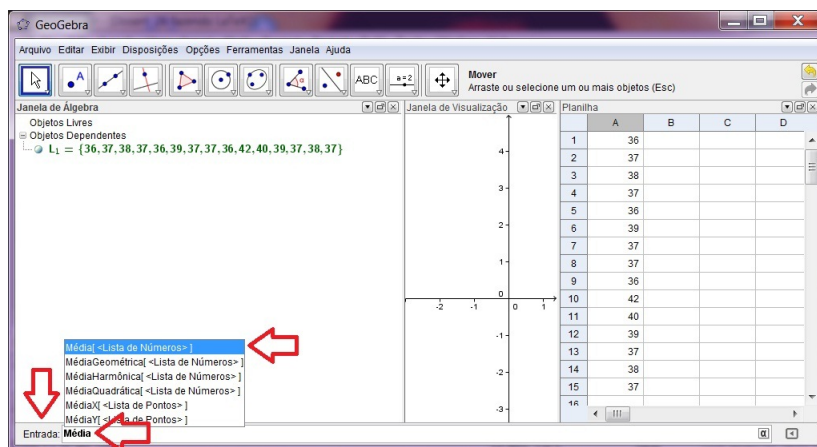 GeoGebra
Arquivo Editar Exibir Disposições Opções Ferramentas Janela Ajuda
A
ABC
a=2
Mover
Arraste ou selecione um ou mais objetos (Esc)
Janela de Álgebra
Janela de Visualização
Planilha
Objetos Livres
Objetos Dependentes
L₁ = {36,37,38,37,36,39,37,37,36,42,40,39,37,38,37}
4
3
2
1
0
-2 -1 0 1
-1
-2
-3
A B C D
1 36
2 37
3 38
4 37
5 36
6 39
7 37
8 37
9 36
10 42
11 40
12 39
13 37
14 38
15 37
16
Média[ <Lista de Números> ]
MédiaGeométrica[ <Lista de Números> ]
MédiaHarmônica[ <Lista de Números> ]
MédiaQuadrática[ <Lista de Números> ]
MédiaX[ <Lista de Pontos> ]
MédiaY[ <Lista de Pontos> ]
Entrada: Média
α